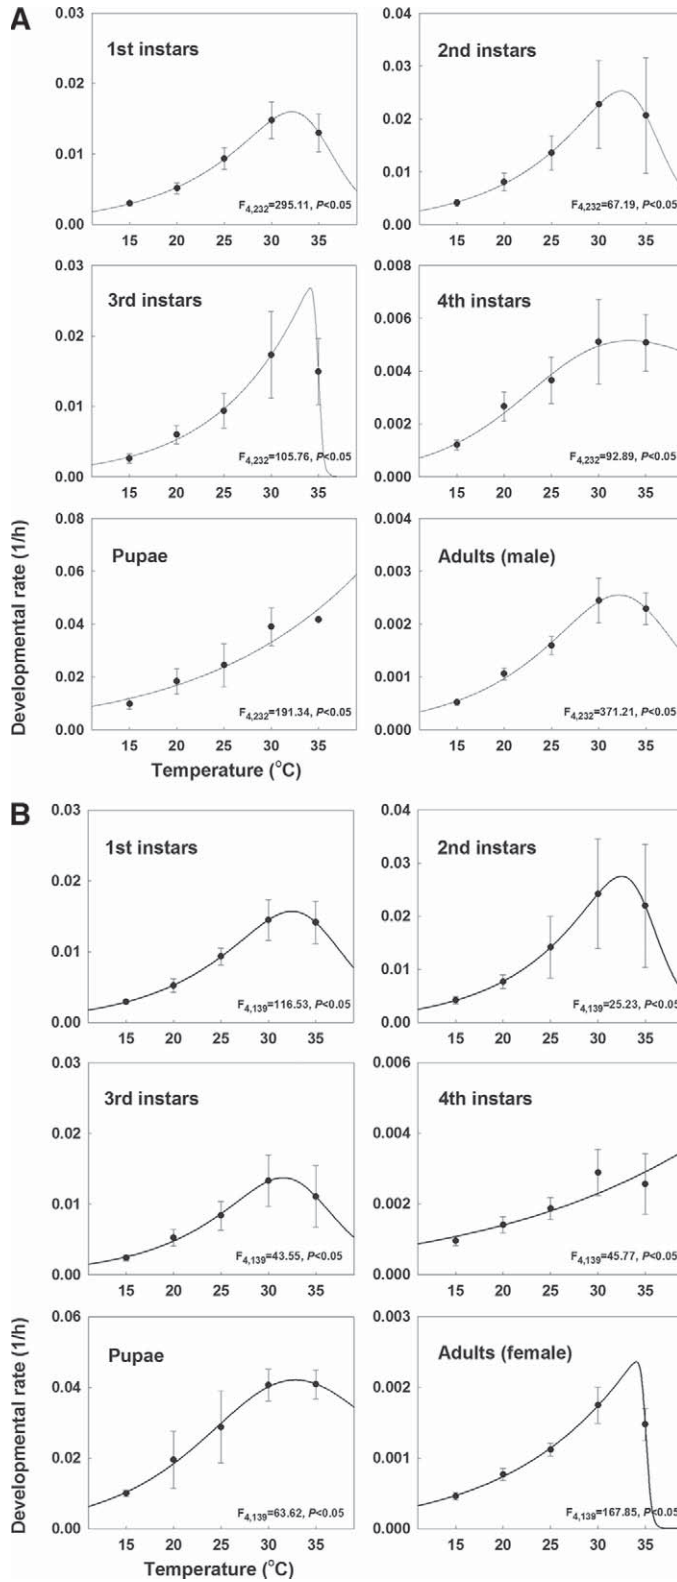 A
1st instars
0.03
0.02
0.01
0.00
F4,232=295.11, P<0.05
15 20 25 30 35
2nd instars
0.04
0.03
0.02
0.01
0.00
F4,232=67.19, P<0.05
15 20 25 30 35
3rd instars
0.03
0.02
0.01
0.00
F4,232=105.76, P<0.05
15 20 25 30 35
4th instars
0.008
0.006
0.004
0.002
0.000
F4,232=92.89, P<0.05
15 20 25 30 35
Developmental rate (1/h)
Pupae
0.08
0.06
0.04
0.02
0.00
F4,232=191.34, P<0.05
15 20 25 30 35
Temperature (°C)
Adults (male)
0.004
0.003
0.002
0.001
0.000
F4,232=371.21, P<0.05
15 20 25 30 35
B
1st instars
0.03
0.02
0.01
0.00
F4,139=116.53, P<0.05
15 20 25 30 35
2nd instars
0.04
0.03
0.02
0.01
0.00
F4,139=25.23, P<0.05
15 20 25 30 35
3rd instars
0.03
0.02
0.01
0.00
F4,139=43.55, P<0.05
15 20 25 30 35
4th instars
0.006
0.004
0.002
0.000
F4,139=45.77, P<0.05
15 20 25 30 35
Developmental rate (1/h)
Pupae
0.06
0.04
0.02
0.00
F4,139=63.62, P<0.05
15 20 25 30 35
Temperature (°C)
Adults (female)
0.003
0.002
0.001
0.000
F4,139=167.85, P<0.05
15 20 25 30 35